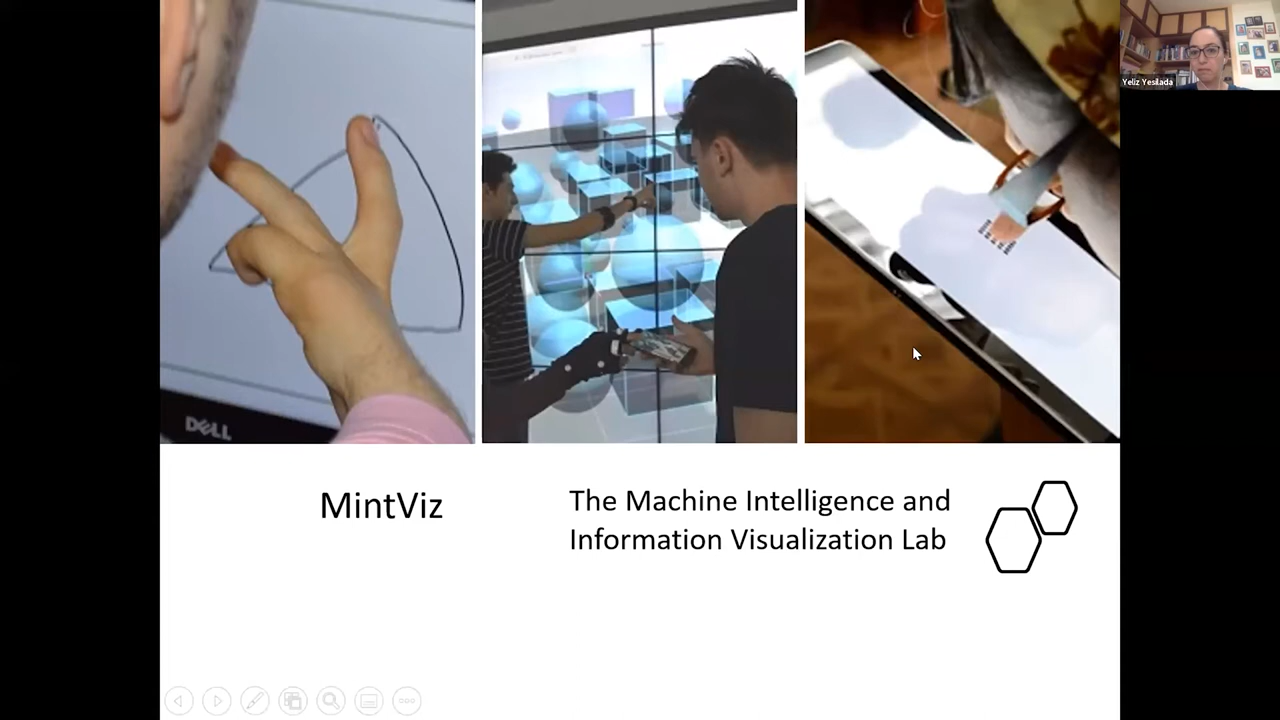 Yeliz Yesilada
DELL
MintViz
The Machine Intelligence and
Information Visualization Lab